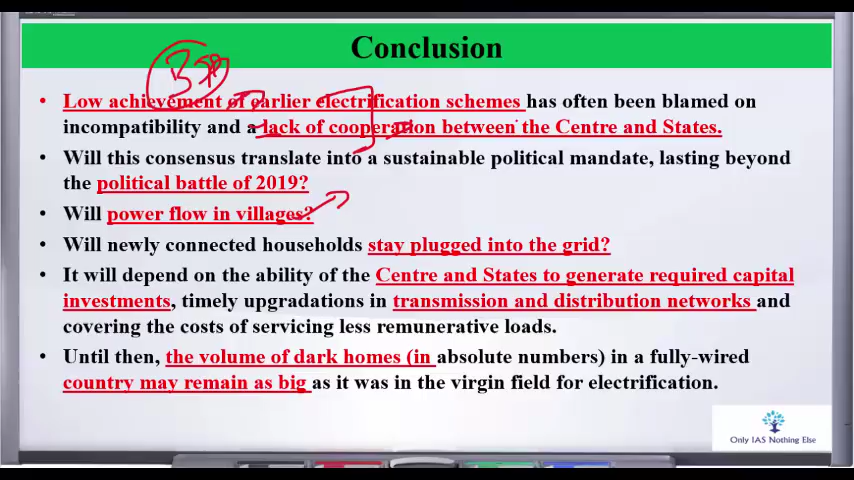 Conclusion
• Low achievement of earlier electrification schemes has often been blamed on
incompatibility and a lack of cooperation between the Centre and States.
• Will this consensus translate into a sustainable political mandate, lasting beyond
the political battle of 2019?
• Will power flow in villages?
• Will newly connected households stay plugged into the grid?
• It will depend on the ability of the Centre and States to generate required capital
investments, timely upgradations in transmission and distribution networks and
covering the costs of servicing less remunerative loads.
• Until then, the volume of dark homes (in absolute numbers) in a fully-wired
country may remain as big as it was in the virgin field for electrification.
Only IAS Nothing Else